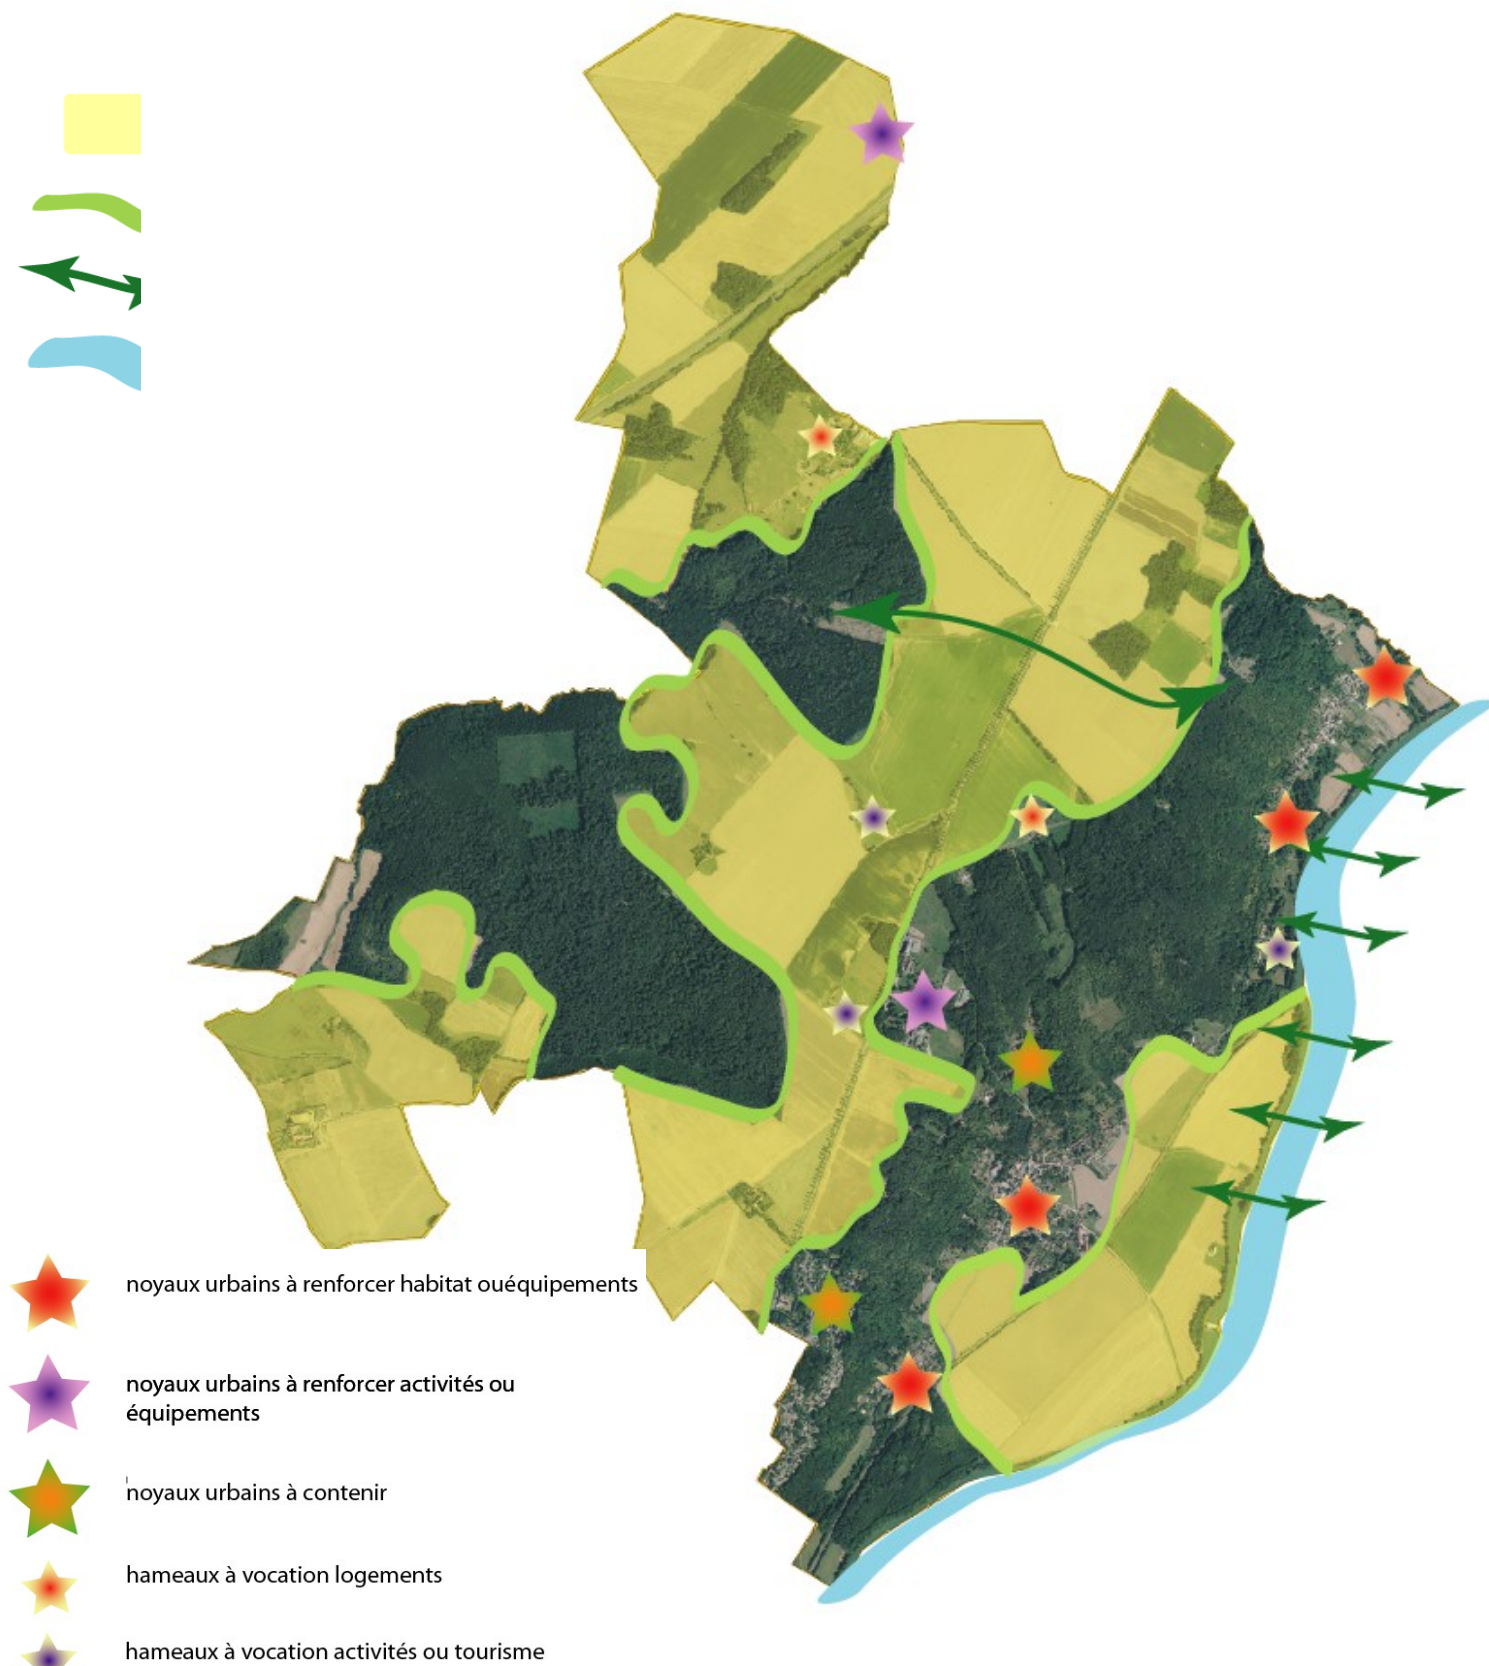 noyaux urbains à renforcer habitat ouéquipements
noyaux urbains à renforcer activités ou
équipements
noyaux urbains à contenir
hameaux à vocation logements
hameaux à vocation activités ou tourisme